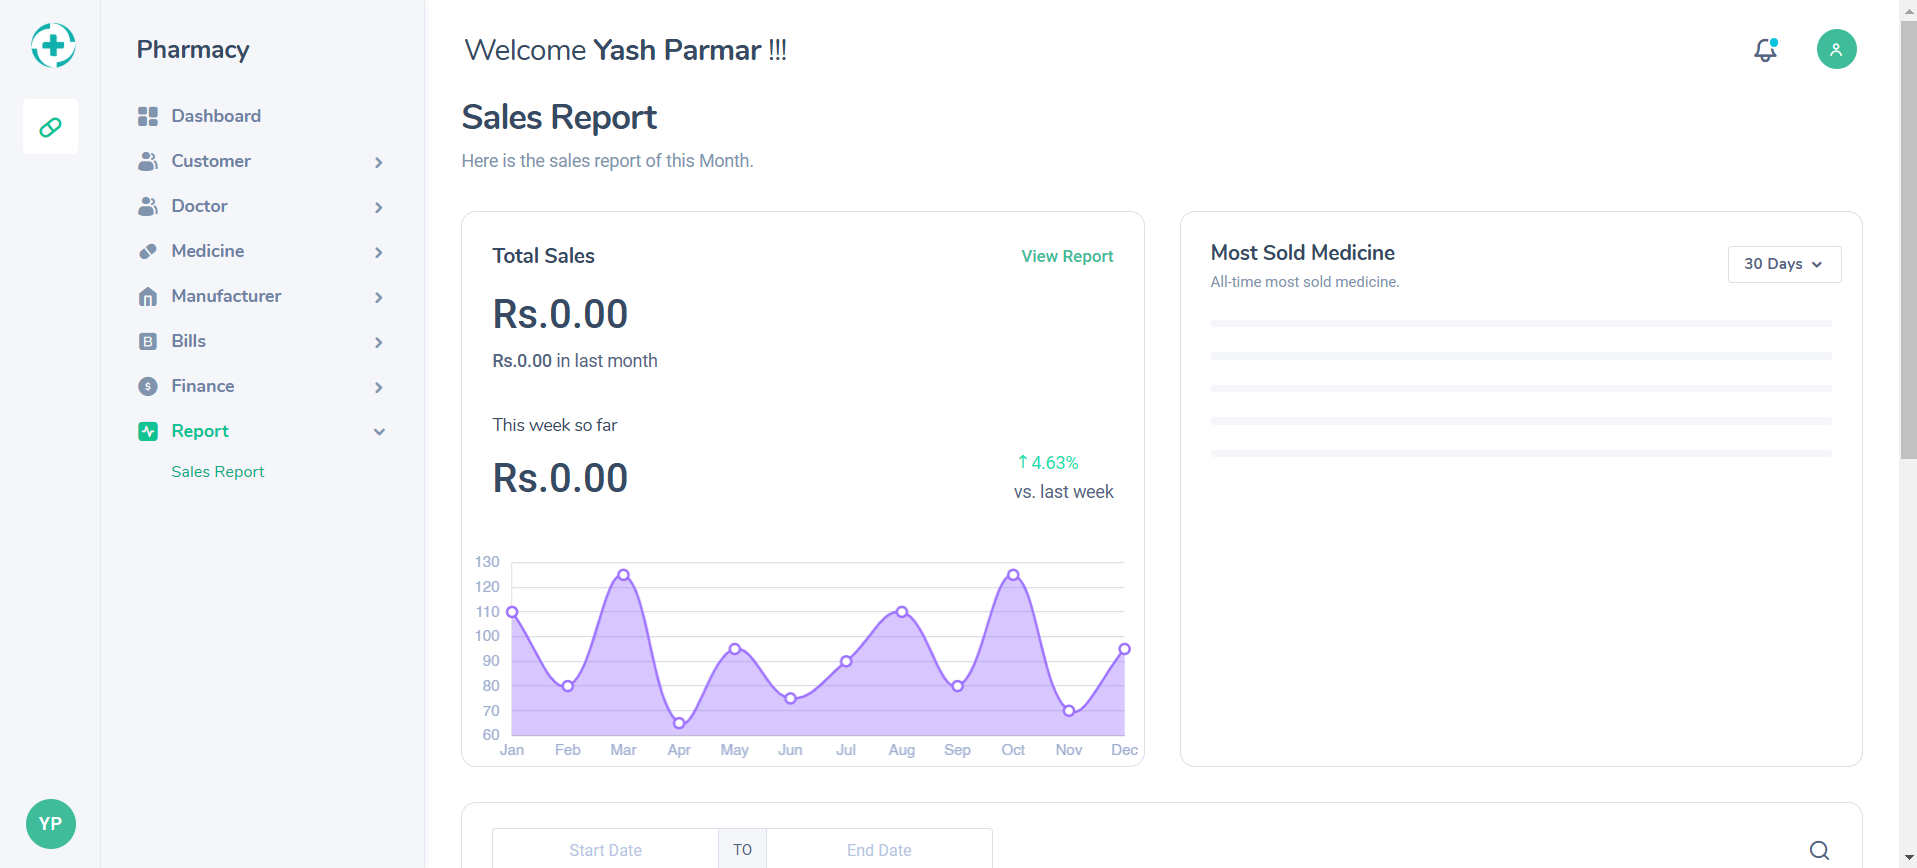 Pharmacy
Dashboard
Customer
Doctor
Medicine
Manufacturer
Bills
Finance
Report
Sales Report
YP
Welcome Yash Parmar !!!
Sales Report
Here is the sales report of this Month.
Total Sales
View Report
Rs.0.00
Rs.0.00 in last month
This week so far
Rs.0.00
↑ 4.63%
vs. last week
130
120
110
100
90
80
70
60
Jan Feb Mar Apr May Jun Jul Aug Sep Oct Nov Dec
Most Sold Medicine
All-time most sold medicine.
30 Days
Start Date TO End Date